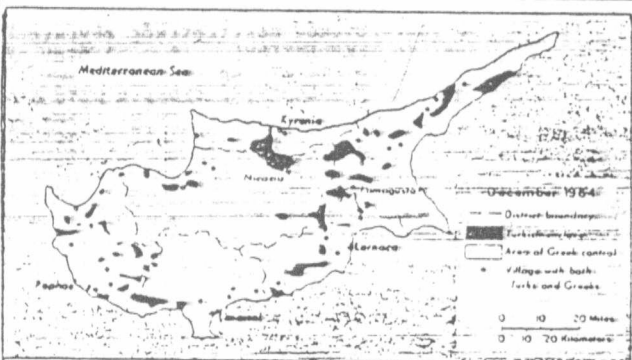 Mediterranean Sea
Kyrenia
Nicosia
Famagusta
Larnaca
Paphos
Limassol
December 1964
District boundary
Turkish enclave
Area of Greek control
Village with both
Turks and Greeks
0 10 20 Miles
0 10 20 Kilometers